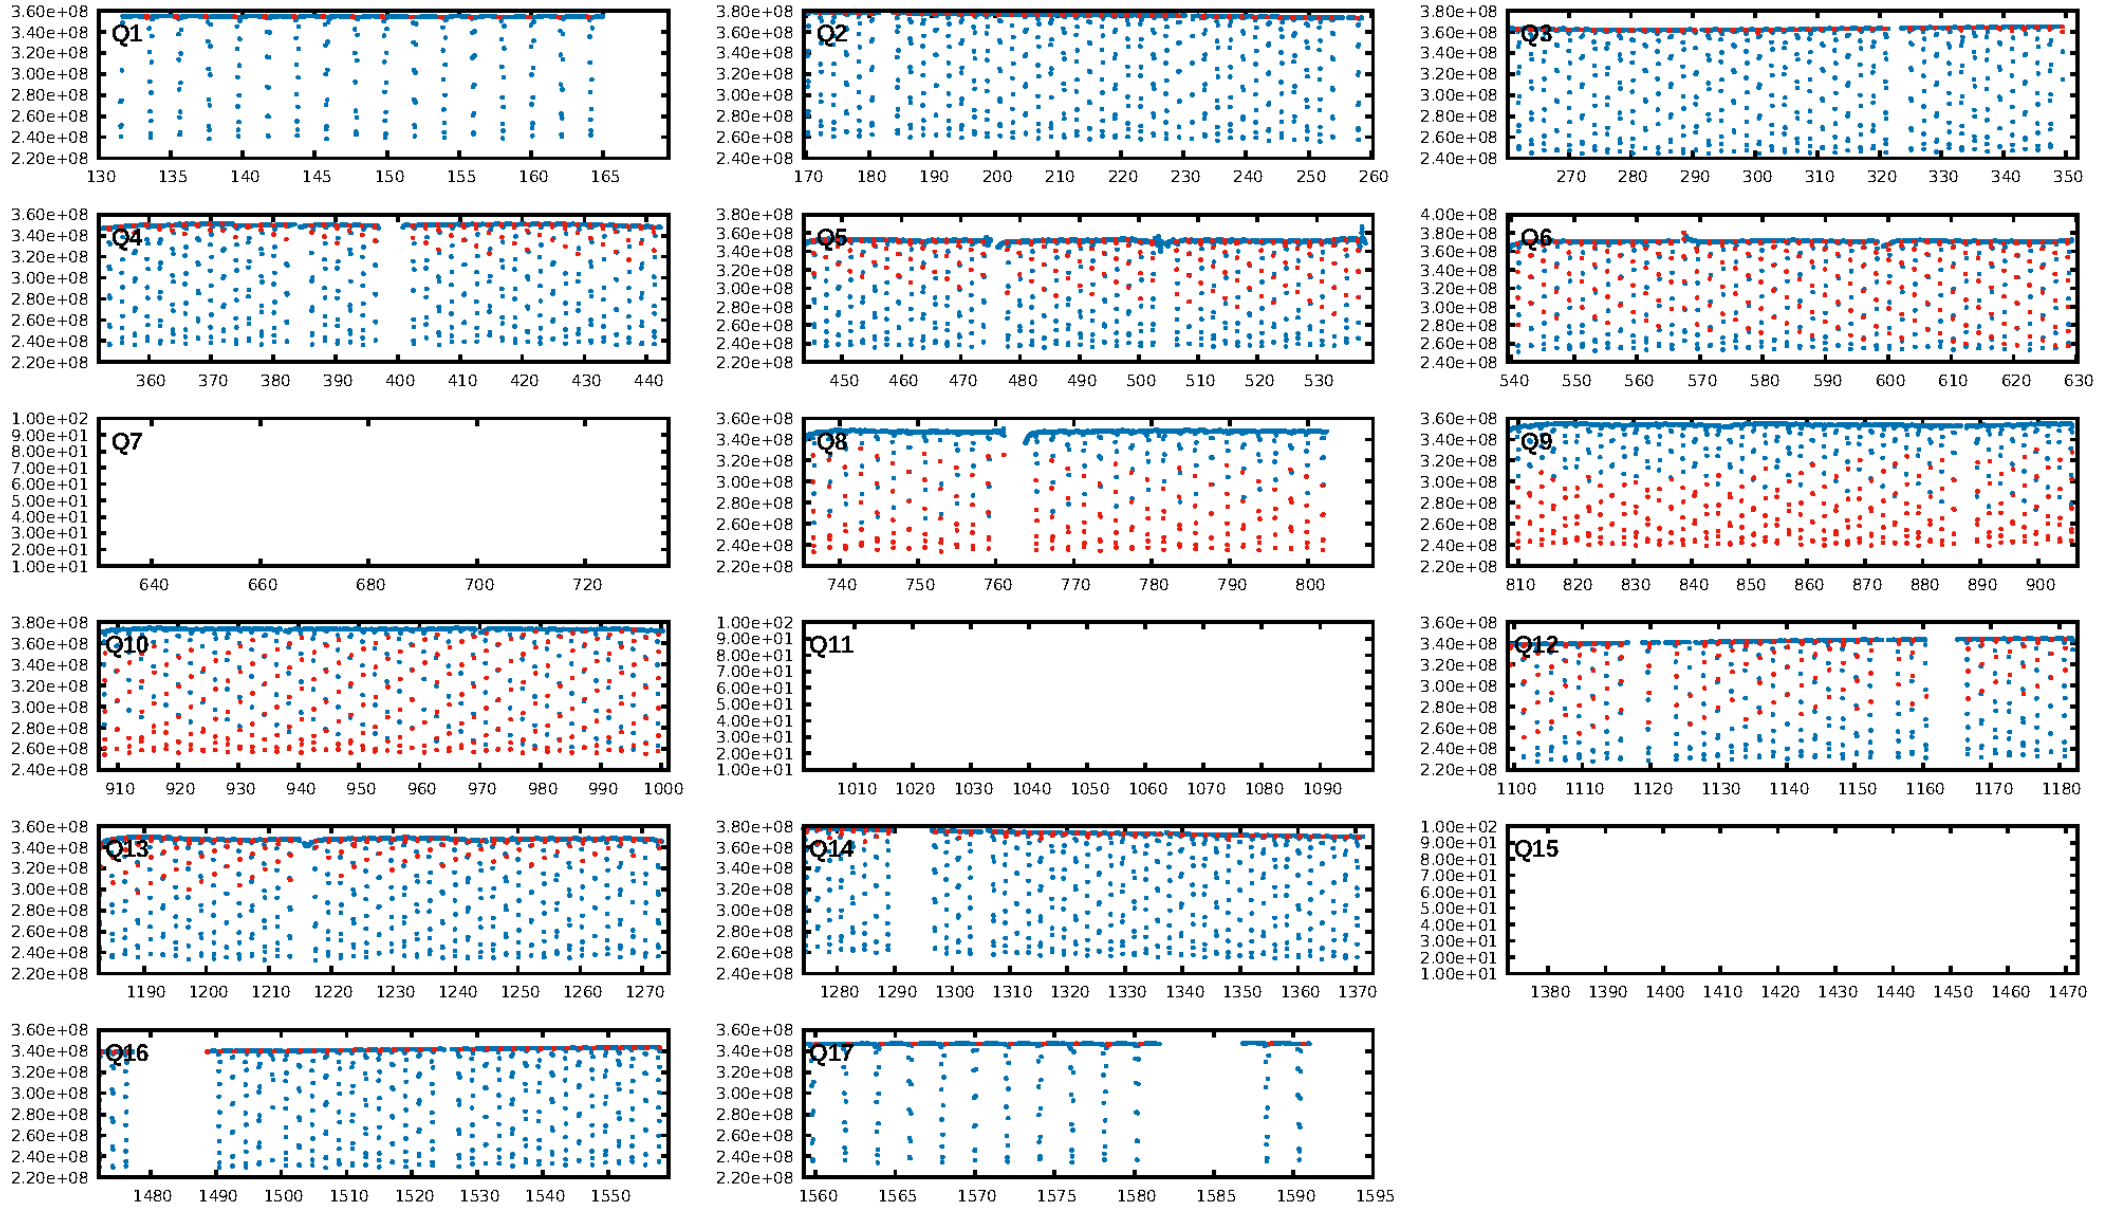 3.60e+08 3.40e+08 3.20e+08 3.00e+08 2.80e+08 2.60e+08 2.40e+08 2.20e+08
Q1
130 135 140 145 150 155 160 165
3.80e+08 3.60e+08 3.40e+08 3.20e+08 3.00e+08 2.80e+08 2.60e+08 2.40e+08
Q2
170 180 190 200 210 220 230 240 250 260
3.80e+08 3.60e+08 3.40e+08 3.20e+08 3.00e+08 2.80e+08 2.60e+08 2.40e+08
Q3
270 280 290 300 310 320 330 340 350
3.60e+08 3.40e+08 3.20e+08 3.00e+08 2.80e+08 2.60e+08 2.40e+08 2.20e+08
Q4
360 370 380 390 400 410 420 430 440
3.80e+08 3.60e+08 3.40e+08 3.20e+08 3.00e+08 2.80e+08 2.60e+08 2.40e+08 2.20e+08
Q5
450 460 470 480 490 500 510 520 530
4.00e+08 3.80e+08 3.60e+08 3.40e+08 3.20e+08 3.00e+08 2.80e+08 2.60e+08 2.40e+08
Q6
540 550 560 570 580 590 600 610 620 630
1.00e+02 9.00e+01 8.00e+01 7.00e+01 6.00e+01 5.00e+01 4.00e+01 3.00e+01 2.00e+01 1.00e+01
Q7
640 660 680 700 720
3.60e+08 3.40e+08 3.20e+08 3.00e+08 2.80e+08 2.60e+08 2.40e+08 2.20e+08
Q8
740 750 760 770 780 790 800
3.60e+08 3.40e+08 3.20e+08 3.00e+08 2.80e+08 2.60e+08 2.40e+08 2.20e+08
Q9
810 820 830 840 850 860 870 880 890 900
3.80e+08 3.60e+08 3.40e+08 3.20e+08 3.00e+08 2.80e+08 2.60e+08 2.40e+08
Q10
910 920 930 940 950 960 970 980 990 1000
1.00e+02 9.00e+01 8.00e+01 7.00e+01 6.00e+01 5.00e+01 4.00e+01 3.00e+01 2.00e+01 1.00e+01
Q11
1010 1020 1030 1040 1050 1060 1070 1080 1090
3.60e+08 3.40e+08 3.20e+08 3.00e+08 2.80e+08 2.60e+08 2.40e+08 2.20e+08
Q12
1100 1110 1120 1130 1140 1150 1160 1170 1180
3.60e+08 3.40e+08 3.20e+08 3.00e+08 2.80e+08 2.60e+08 2.40e+08 2.20e+08
Q13
1190 1200 1210 1220 1230 1240 1250 1260 1270
3.80e+08 3.60e+08 3.40e+08 3.20e+08 3.00e+08 2.80e+08 2.60e+08 2.40e+08
Q14
1280 1290 1300 1310 1320 1330 1340 1350 1360 1370
1.00e+02 9.00e+01 8.00e+01 7.00e+01 6.00e+01 5.00e+01 4.00e+01 3.00e+01 2.00e+01 1.00e+01
Q15
1380 1390 1400 1410 1420 1430 1440 1450 1460 1470
3.60e+08 3.40e+08 3.20e+08 3.00e+08 2.80e+08 2.60e+08 2.40e+08 2.20e+08
Q16
1480 1490 1500 1510 1520 1530 1540 1550
3.60e+08 3.40e+08 3.20e+08 3.00e+08 2.80e+08 2.60e+08 2.40e+08 2.20e+08
Q17
1560 1565 1570 1575 1580 1585 1590 1595